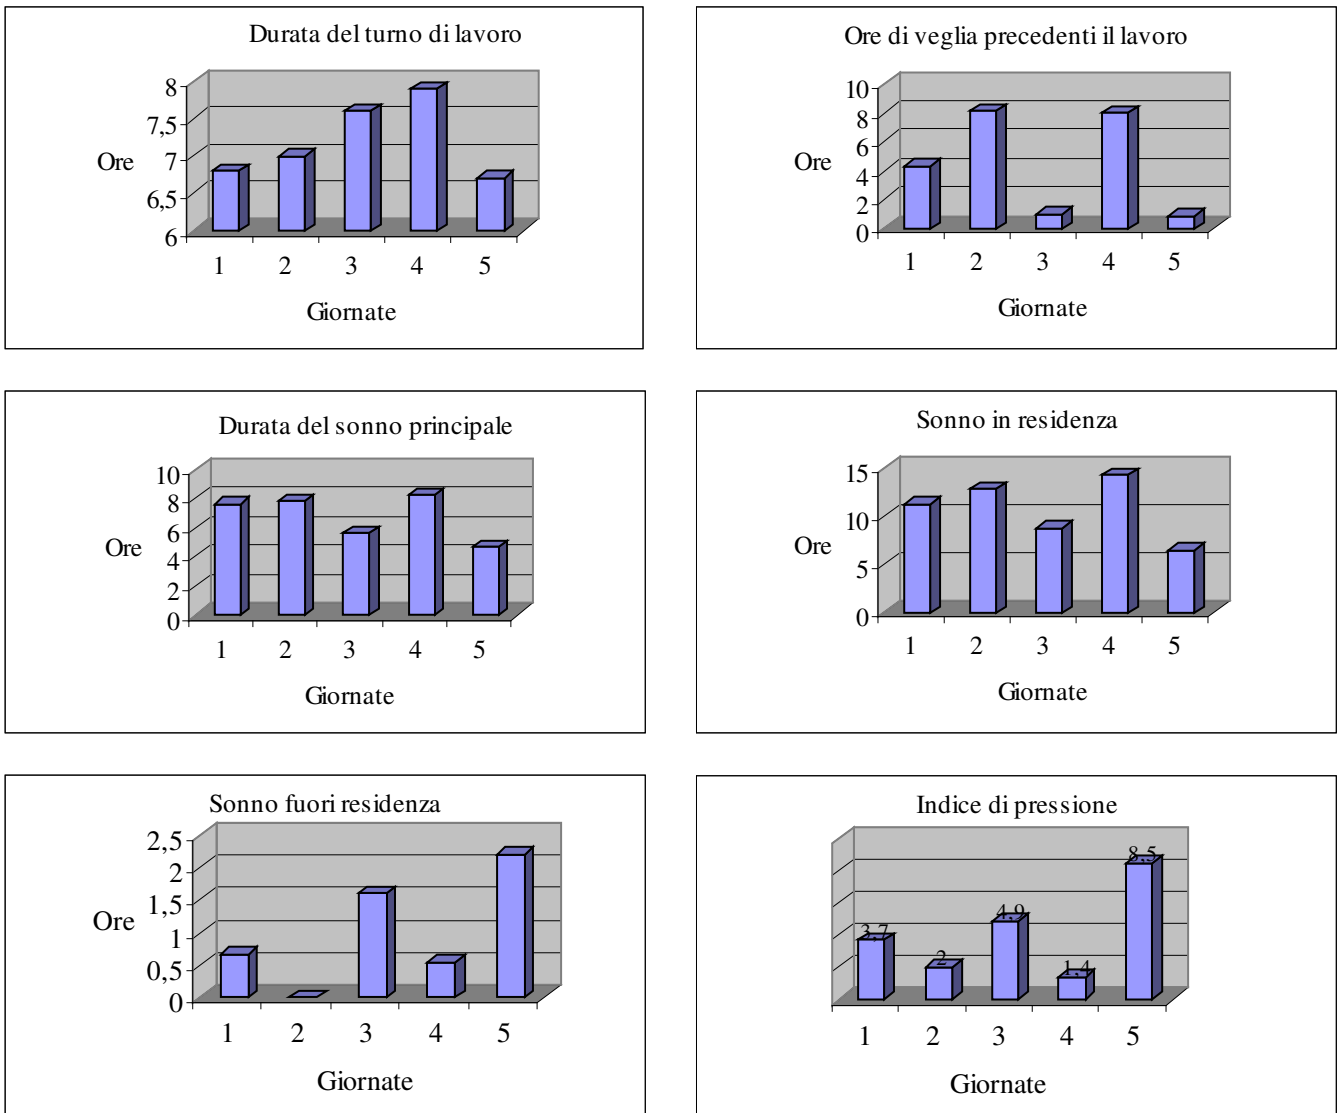 Durata del turno di lavoro
8
7,5
7
6,5
6
Ore
1 2 3 4 5
Giornate
Ore di veglia precedenti il lavoro
10
8
6
4
2
0
Ore
1 2 3 4 5
Giornate
Durata del sonno principale
10
8
6
4
2
0
Ore
1 2 3 4 5
Giornate
Sonno in residenza
15
10
5
0
Ore
1 2 3 4 5
Giornate
Sonno fuori residenza
2,5
2
1,5
1
0,5
0
Ore
1 2 3 4 5
Giornate
Indice di pressione
3,7 2 4,9 1,4 8,5
1 2 3 4 5
Giornate